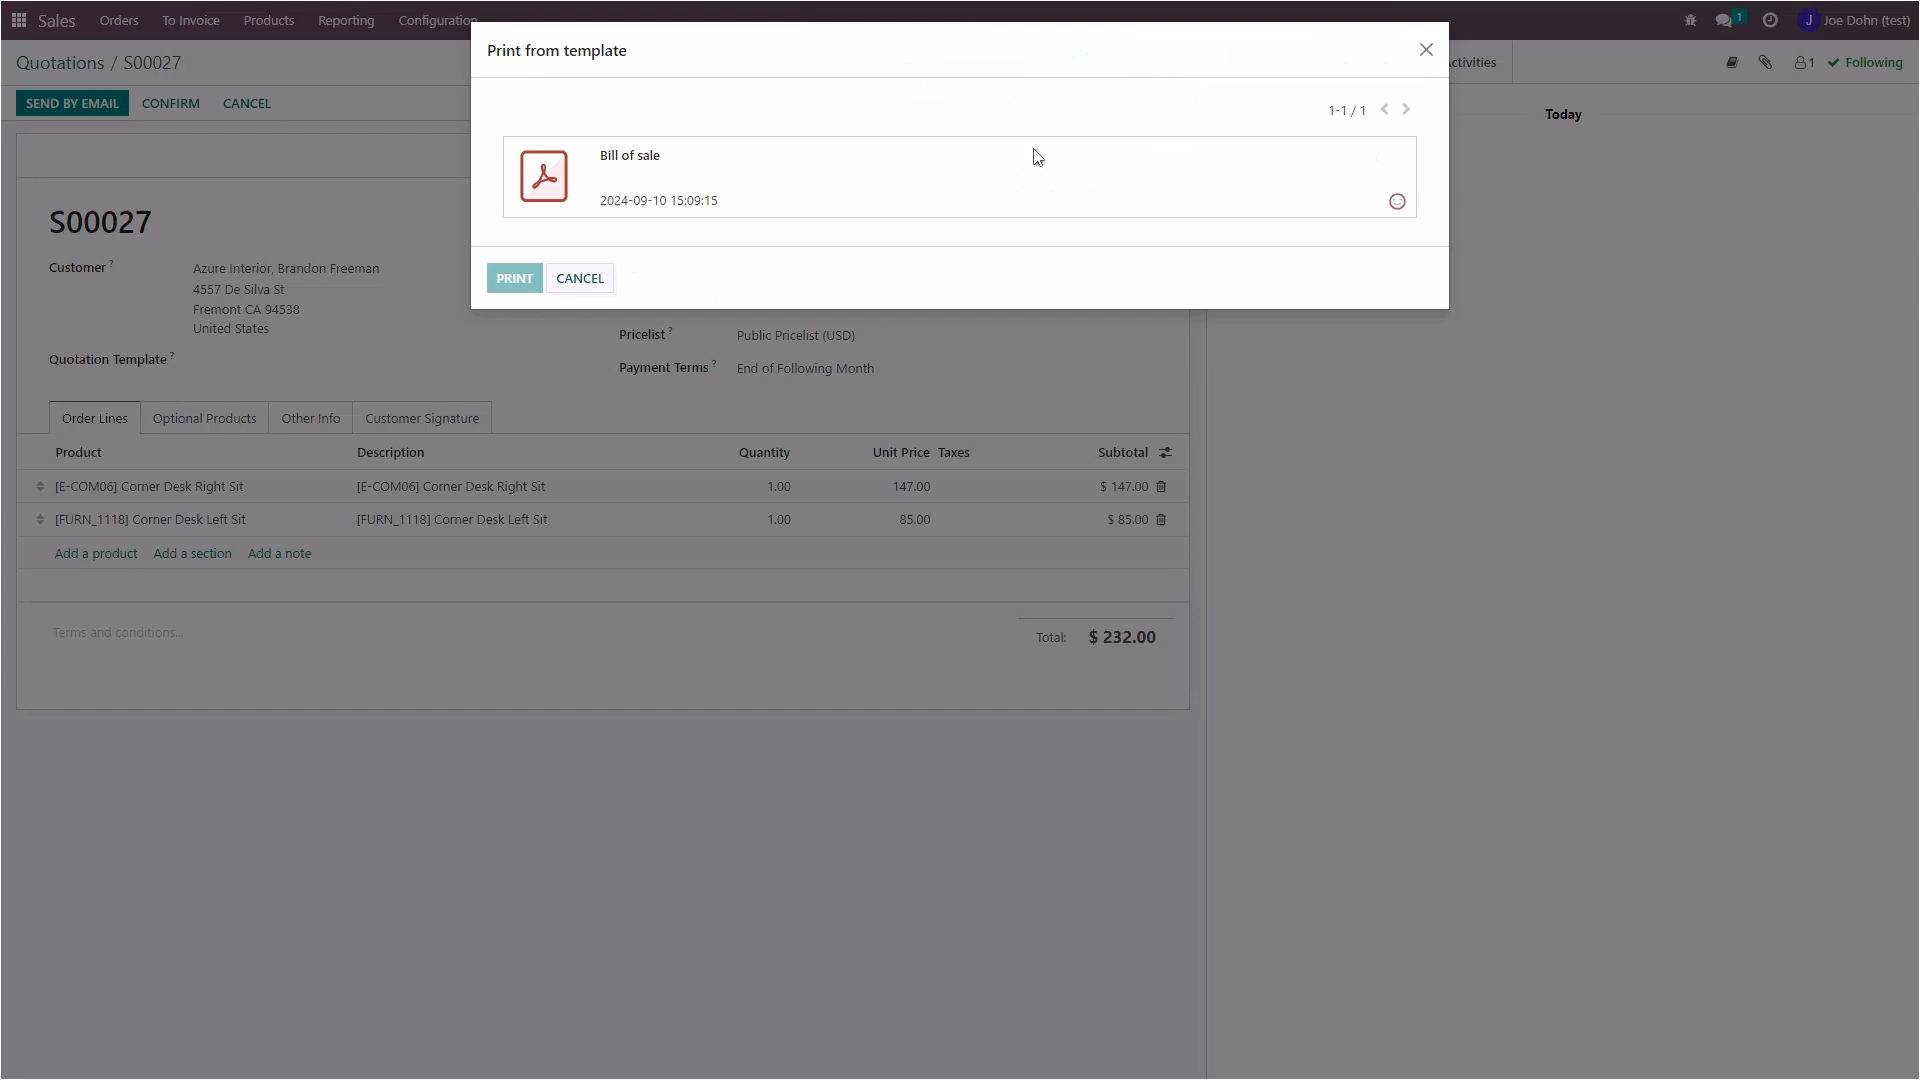 Sales Orders To Invoice Products Reporting Configuration 1 J Joe Dohn (test)
Quotations / S00027
ctivities 1 Following
SEND BY EMAIL CONFIRM CANCEL
Today
Print from template
1-1 / 1
Bill of sale
2024-09-10 15:09:15
PRINT CANCEL
S00027
Customer ?
Azure Interior, Brandon Freeman
4557 De Silva St
Fremont CA 94538
United States
Quotation Template ?
Pricelist ? Public Pricelist (USD)
Payment Terms ? End of Following Month
Order Lines Optional Products Other Info Customer Signature
Product Description Quantity Unit Price Taxes Subtotal
[E-COM06] Corner Desk Right Sit [E-COM06] Corner Desk Right Sit 1.00 147.00 $ 147.00
[FURN_1118] Corner Desk Left Sit [FURN_1118] Corner Desk Left Sit 1.00 85.00 $ 85.00
Add a product Add a section Add a note
Terms and conditions...
Total: $ 232.00